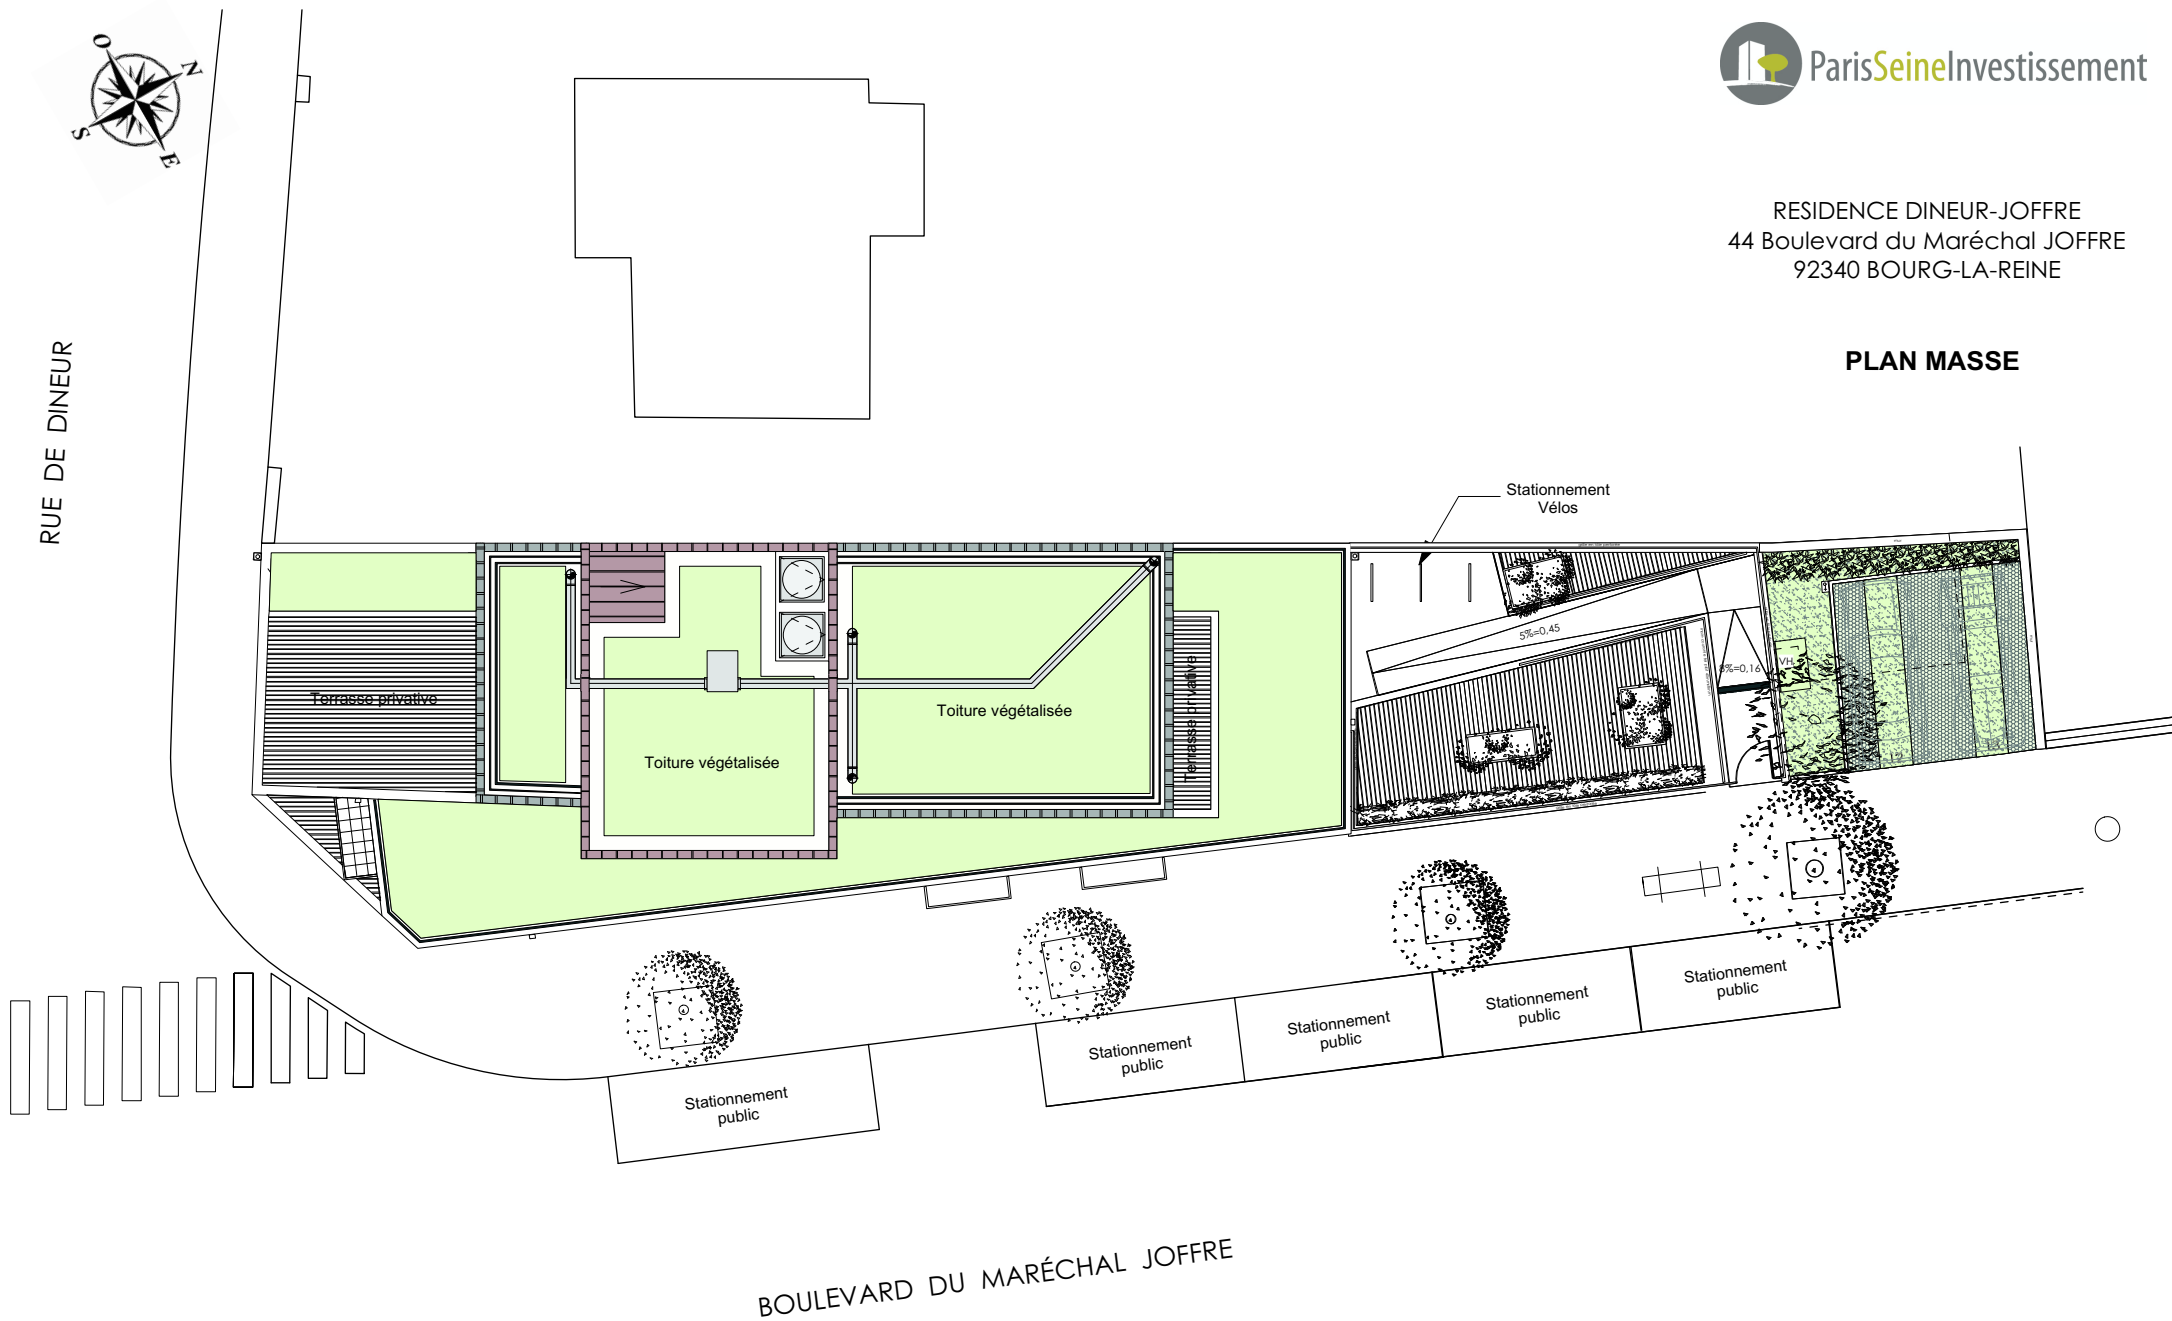 O
N
S
E
ParisSeineInvestissement
RESIDENCE DINEUR-JOFFRE
44 Boulevard du Maréchal JOFFRE
92340 BOURG-LA-REINE
PLAN MASSE
RUE DE DINEUR
Stationnement
Vélos
5%=0,45
8%=0,16
VH
Terrasse privative
Toiture végétalisée
Toiture végétalisée
Terrasse privative
Stationnement
public
Stationnement
public
Stationnement
public
Stationnement
public
Stationnement
public
BOULEVARD DU MARÉCHAL JOFFRE